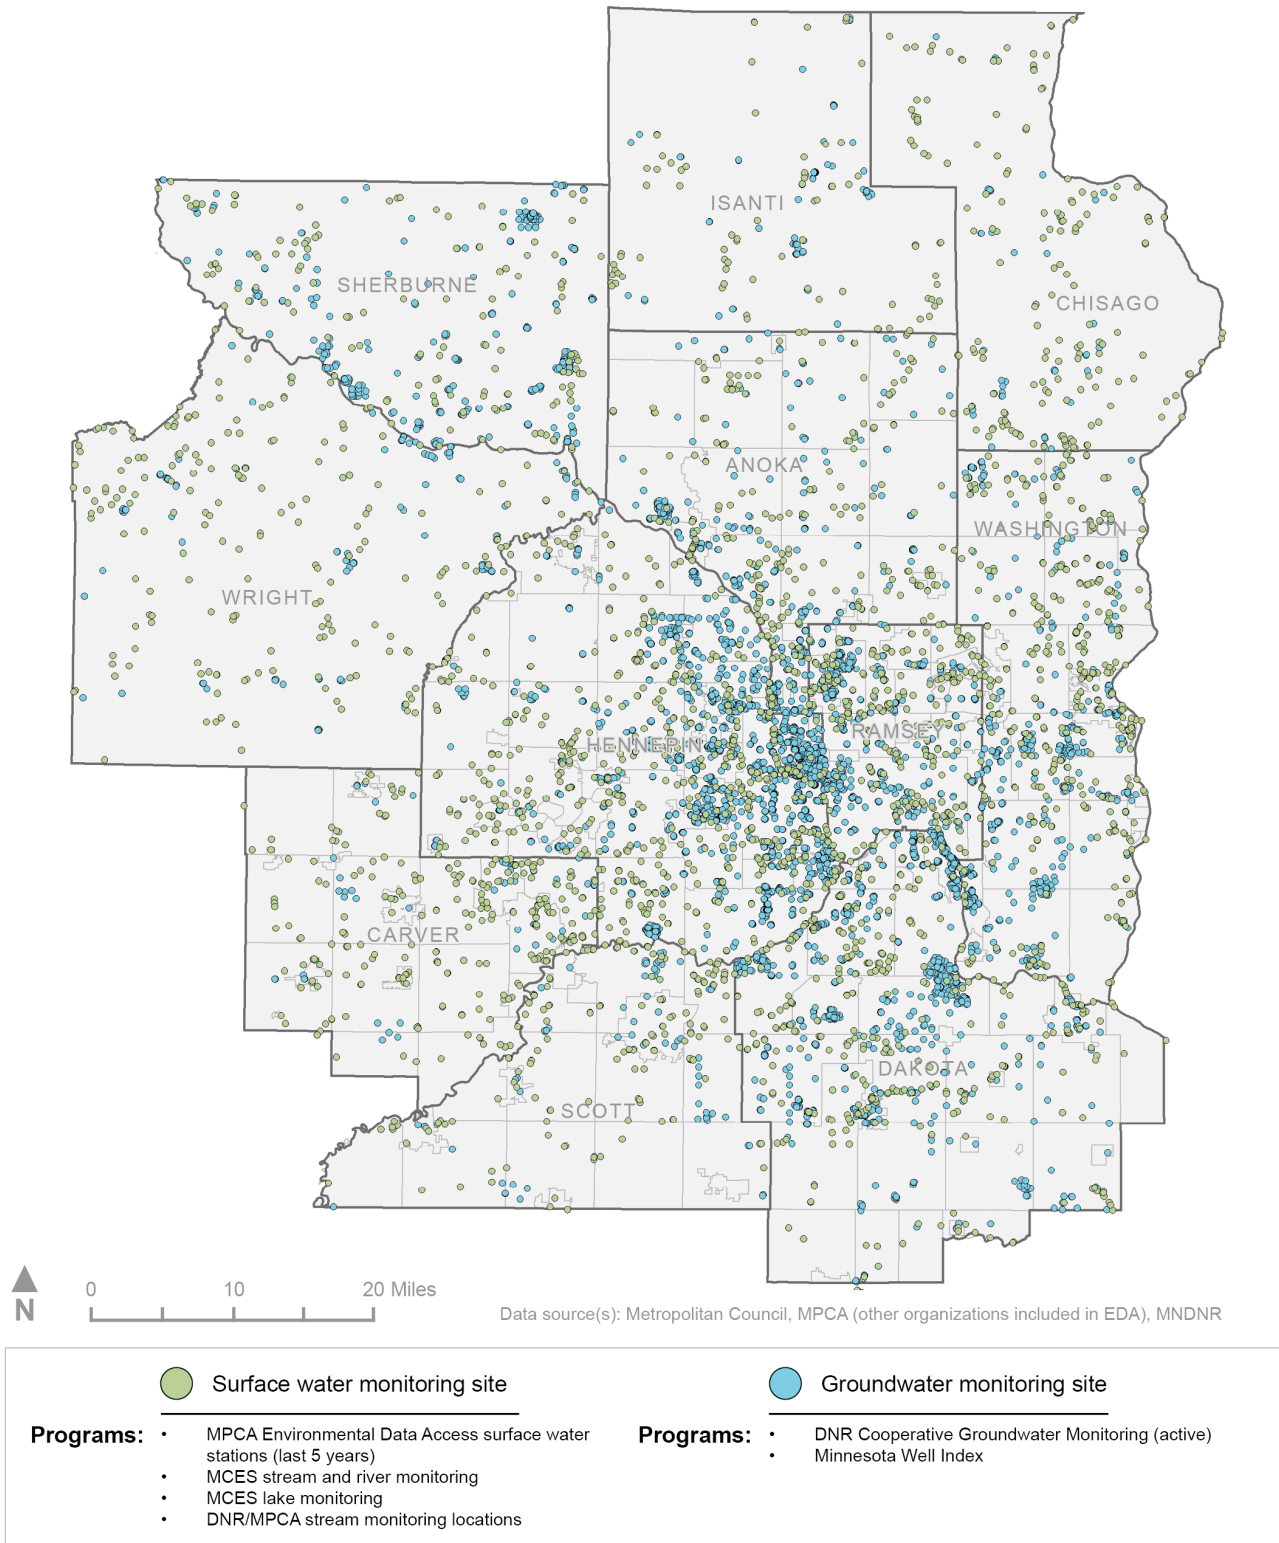 ISANTI
SHERBURNE
CHISAGO
ANOKA
WASHINGTON
WRIGHT
RAMSEY
HENNEPIN
CARVER
DAKOTA
SCOTT
0 10 20 Miles
N
Data source(s): Metropolitan Council, MPCA (other organizations included in EDA), MNDNR
Surface water monitoring site
Programs:
• MPCA Environmental Data Access surface water
stations (last 5 years)
• MCES stream and river monitoring
• MCES lake monitoring
• DNR/MPCA stream monitoring locations
Groundwater monitoring site
Programs:
• DNR Cooperative Groundwater Monitoring (active)
• Minnesota Well Index